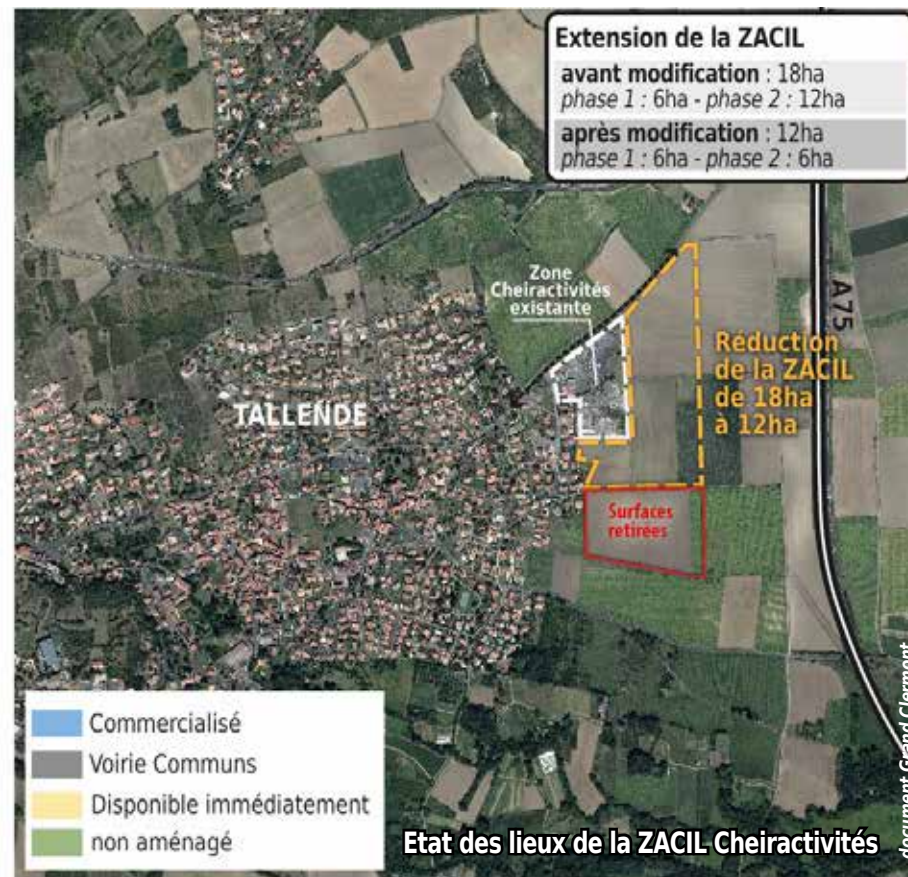 Extension de la ZACIL
avant modification : 18ha
phase 1 : 6ha - phase 2 : 12ha
après modification : 12ha
phase 1 : 6ha - phase 2 : 6ha
Zone
Cheiractivités
existante
A75
Réduction
de la ZACIL
de 18ha
à 12ha
TALLENDE
Surfaces
retirées
Commercialisé
Voirie Communs
Disponible immédiatement
non aménagé
Etat des lieux de la ZACIL Cheiractivités
document Grand Clermont